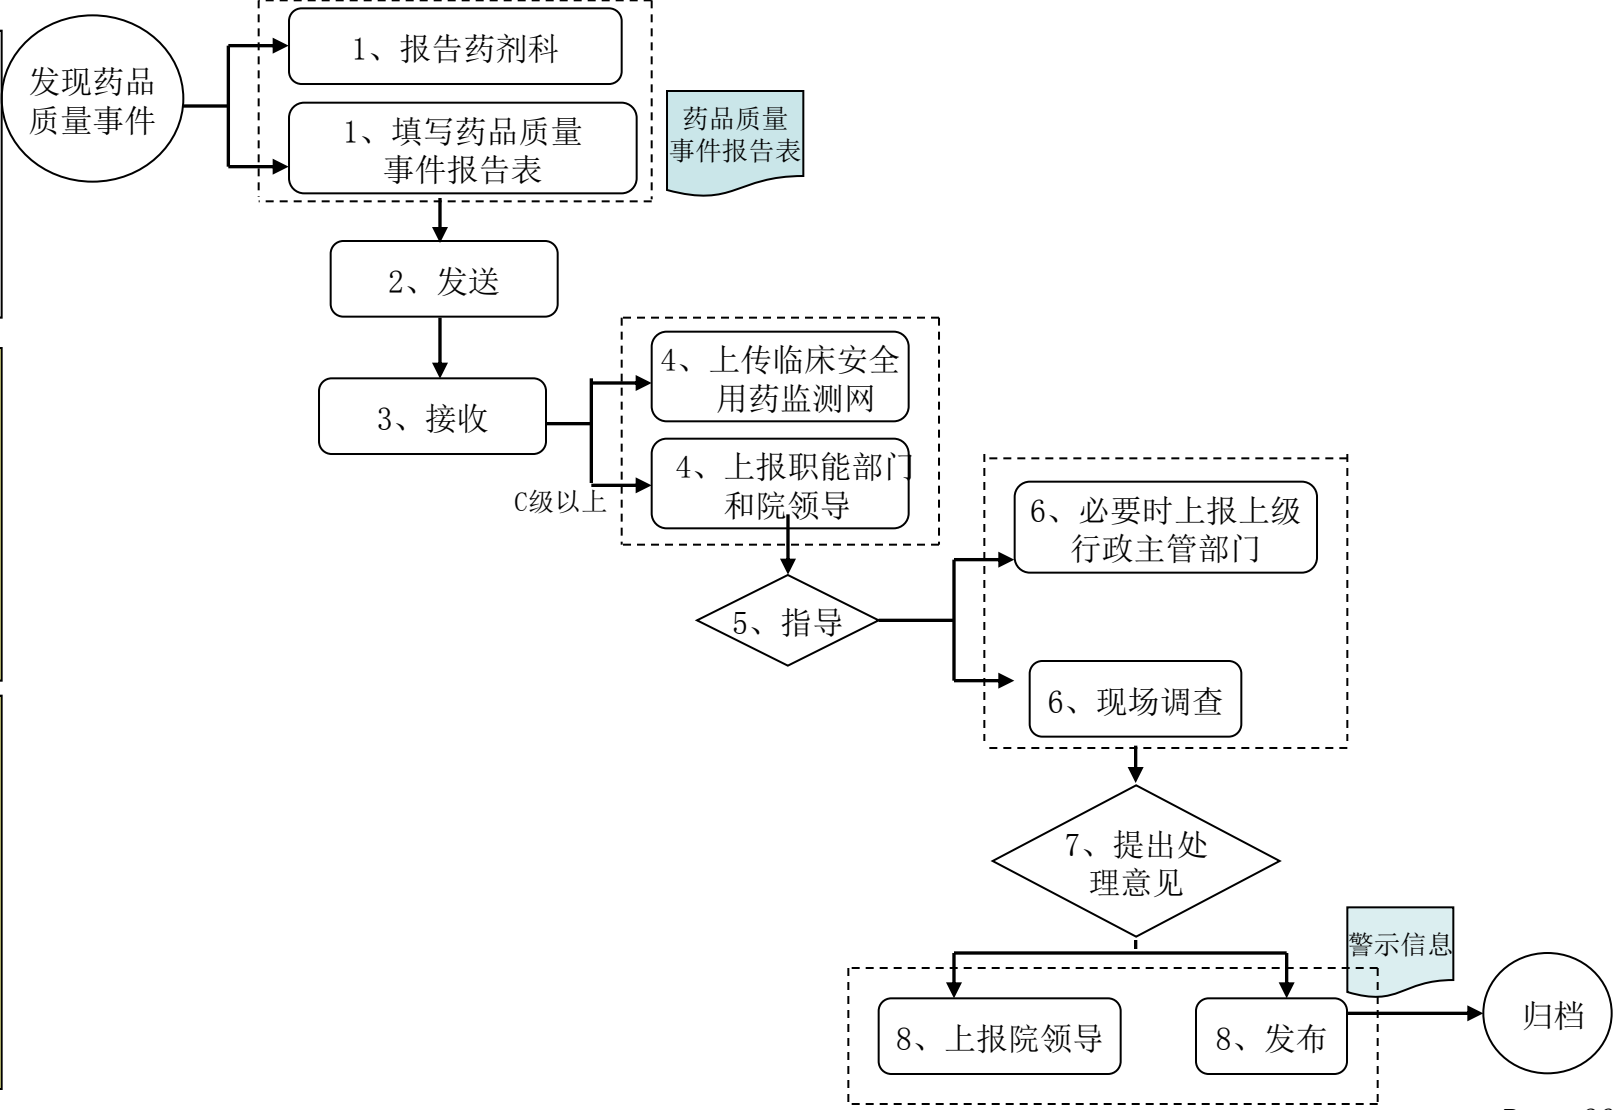 发现药品
质量事件
1、报告药剂科
1、填写药品质量
事件报告表
药品质量
事件报告表
2、发送
3、接收
C级以上
4、上传临床安全
用药监测网
4、上报职能部门
和院领导
5、指导
6、必要时上报上级
行政主管部门
6、现场调查
7、提出处
理意见
警示信息
8、上报院领导
8、发布
归档